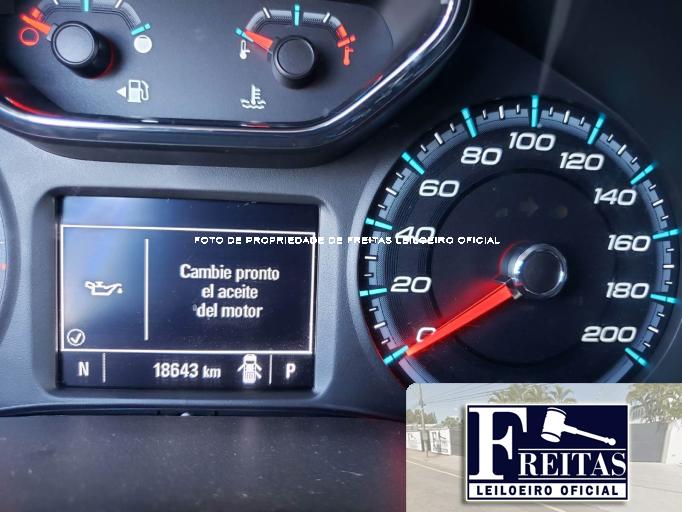 20
40
60
80
100
120
140
160
180
200
0
FOTO DE PROPRIEDADE DE FREITAS LEILOEIRO OFICIAL
Cambie pronto
el aceite
del motor
N 18643 km P
FREITAS
LEILOEIRO OFICIAL